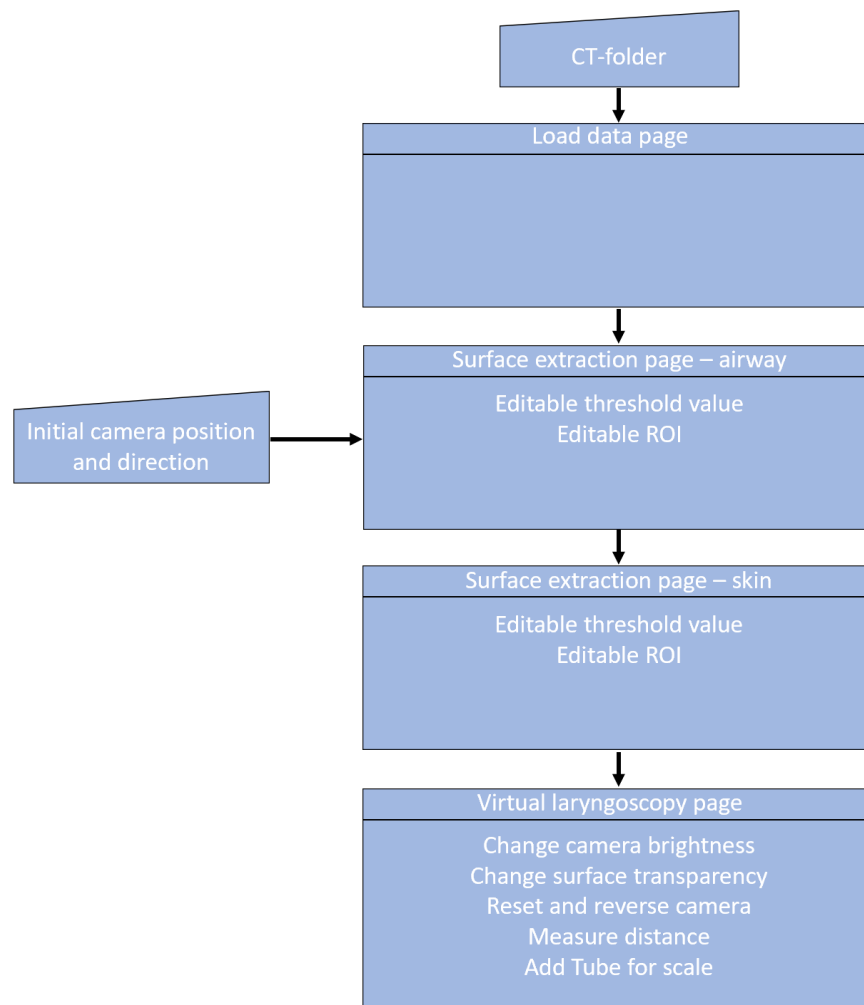 CT-folder
Load data page
Surface extraction page – airway
Editable threshold value
Editable ROI
Initial camera position
and direction
Surface extraction page – skin
Editable threshold value
Editable ROI
Virtual laryngoscopy page
Change camera brightness
Change surface transparency
Reset and reverse camera
Measure distance
Add Tube for scale